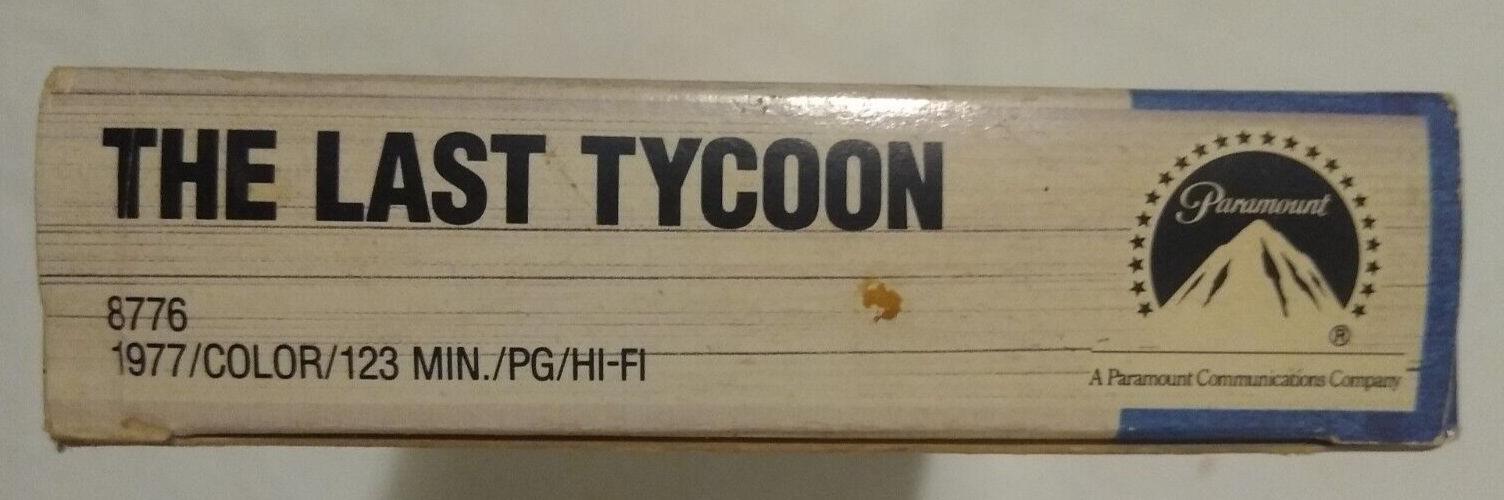 THE LAST TYCOON
8776
1977/COLOR/123 MIN./PG/HI-FI
Paramount
®
A Paramount Communications Company